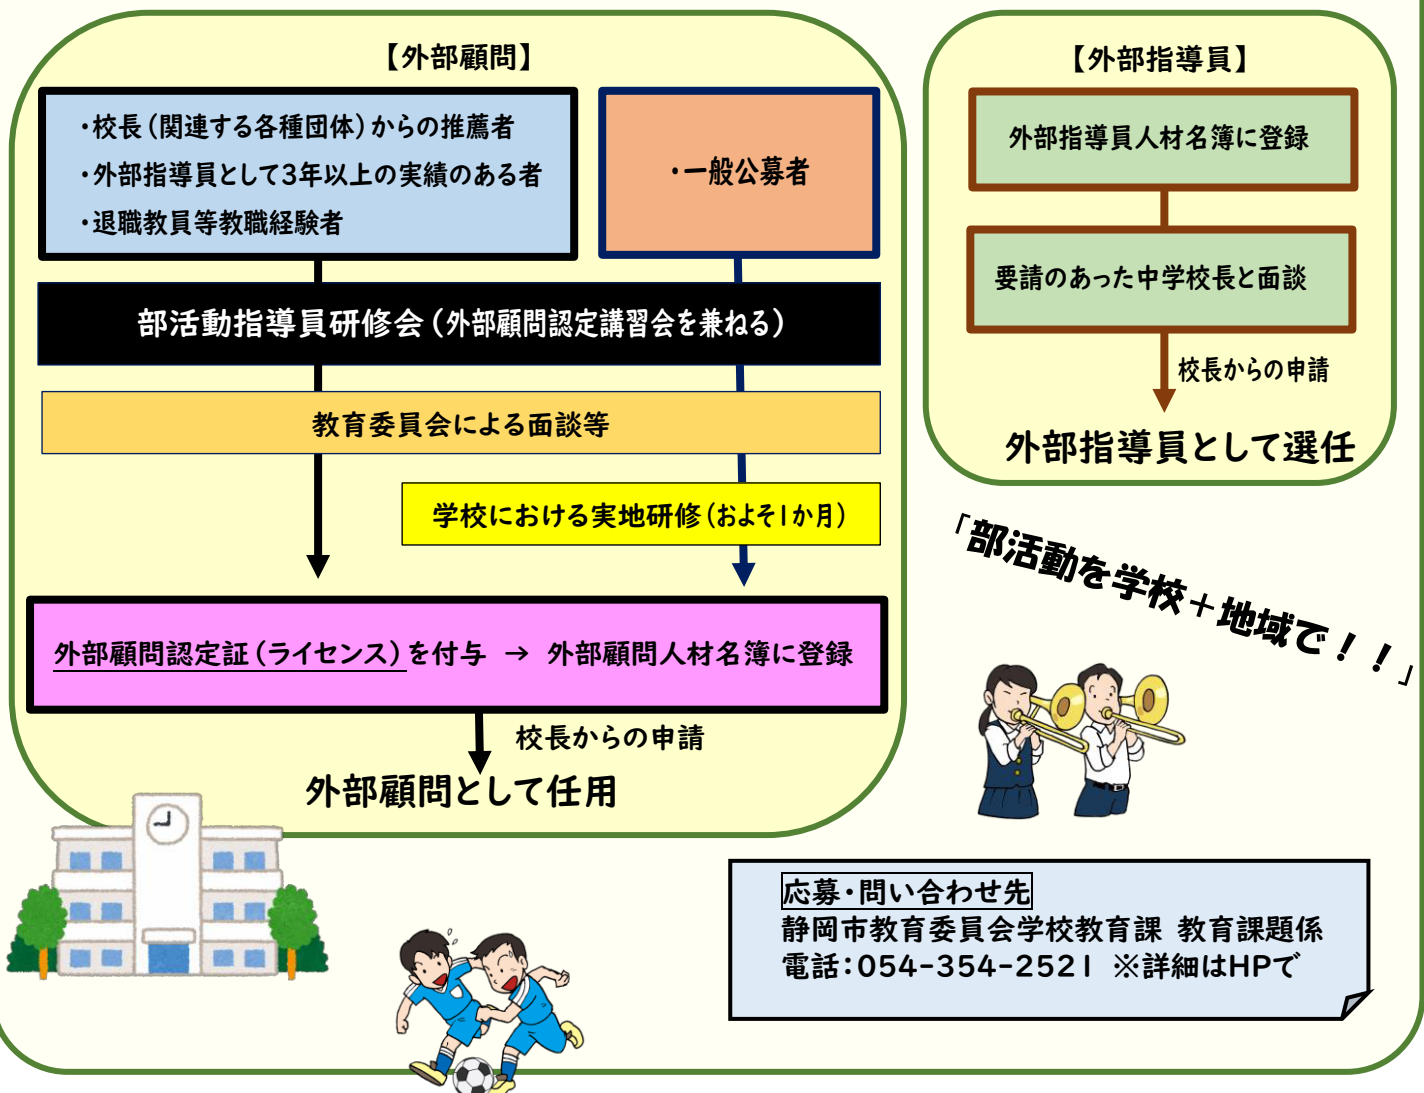 【外部顧問】
・校長(関連する各種団体)からの推薦者
・外部指導員として3年以上の実績のある者
・退職教員等教職経験者
・一般公募者
部活動指導員研修会(外部顧問認定講習会を兼ねる)
教育委員会による面談等
学校における実地研修(およそ1か月)
外部顧問認定証(ライセンス)を付与 → 外部顧問人材名簿に登録
校長からの申請
外部顧問として任用
【外部指導員】
外部指導員人材名簿に登録
要請のあった中学校長と面談
校長からの申請
外部指導員として選任
「部活動を学校+地域で!!」
応募・問い合わせ先
静岡市教育委員会学校教育課 教育課題係
電話:054-354-2521 ※詳細はHPで